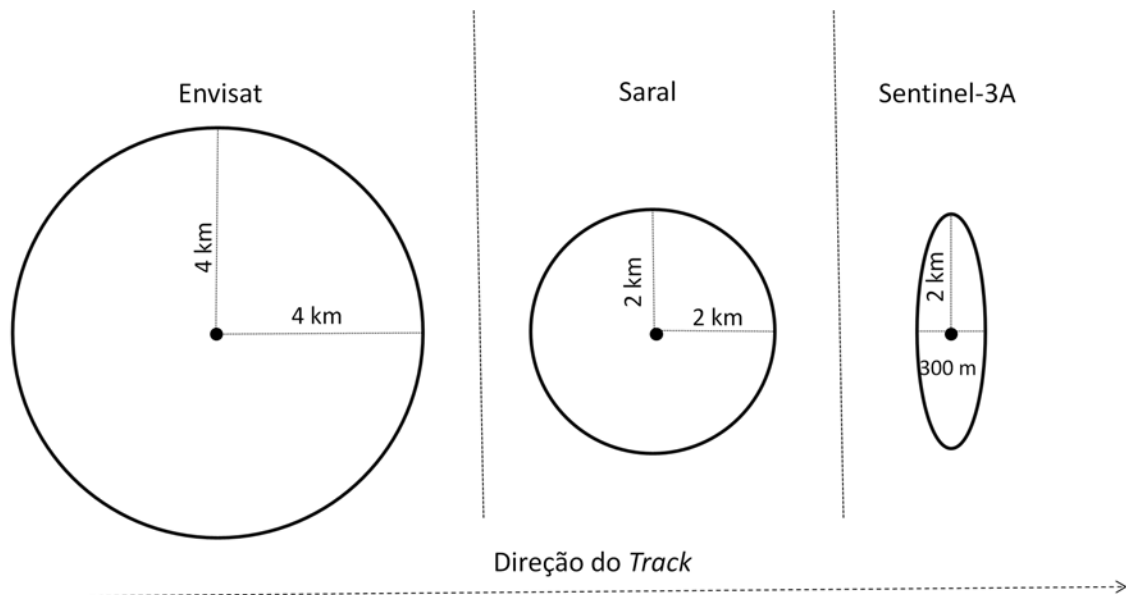 Envisat
Saral
Sentinel-3A
4 km
4 km
2 km
2 km
2 km
300 m
Direção do Track